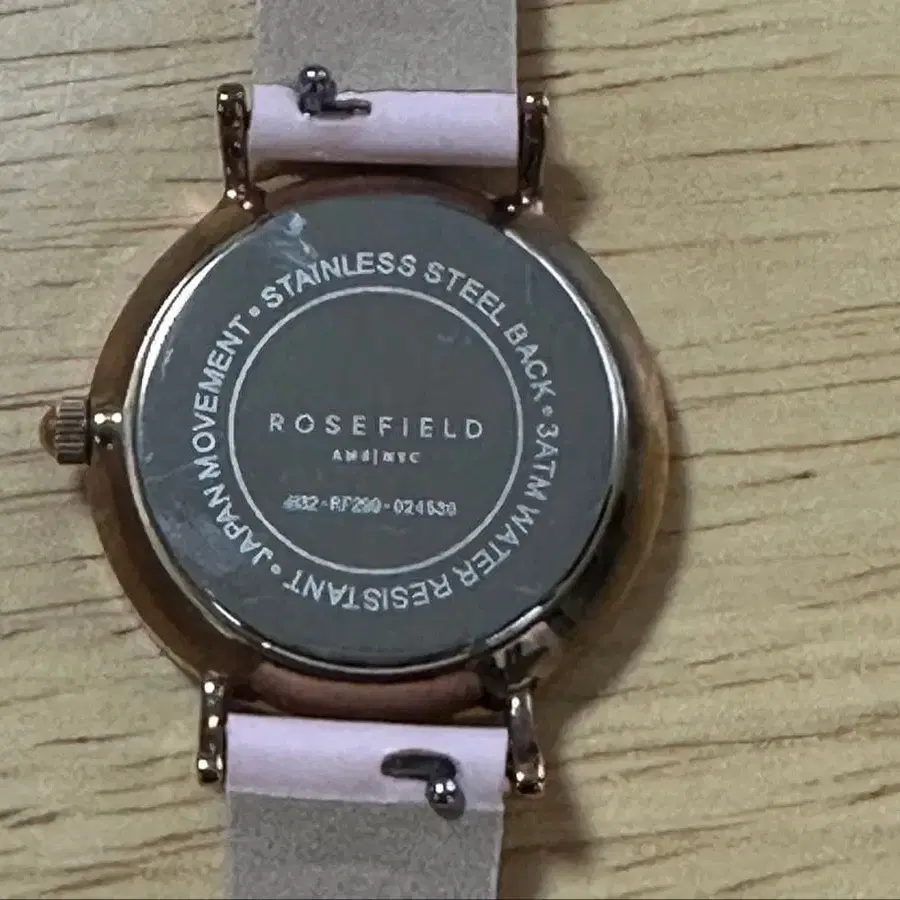 STAINLESS STEEL BACK • 3ATM WATER RESISTANT • JAPAN MOVEMENT •
ROSEFIELD
AMS|NYC